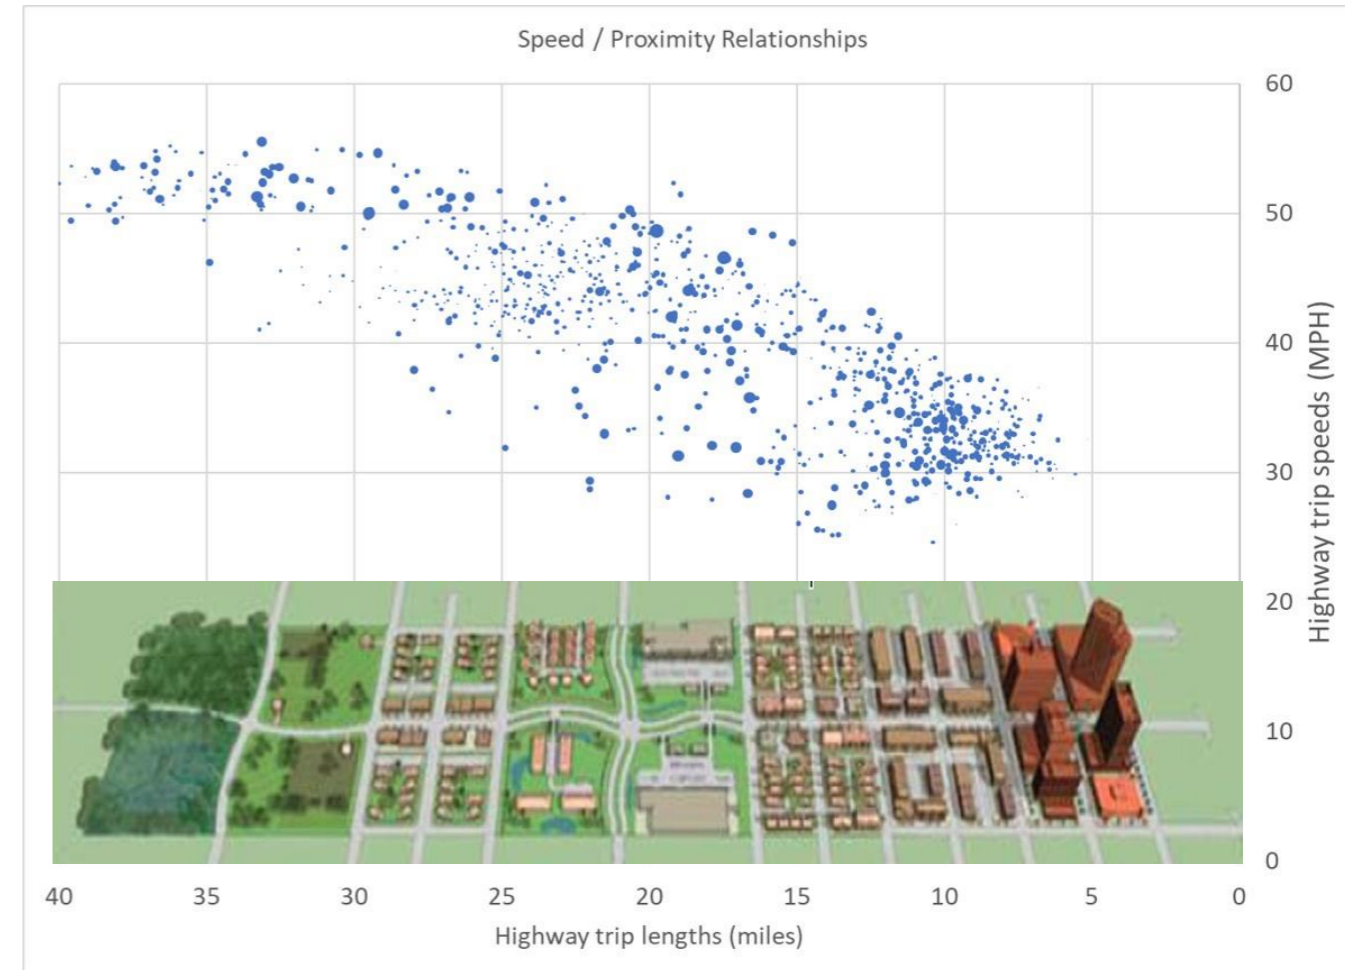 Speed / Proximity Relationships
60
50
40
30
20
10
0
Highway trip speeds (MPH)
40 35 30 25 20 15 10 5 0
Highway trip lengths (miles)